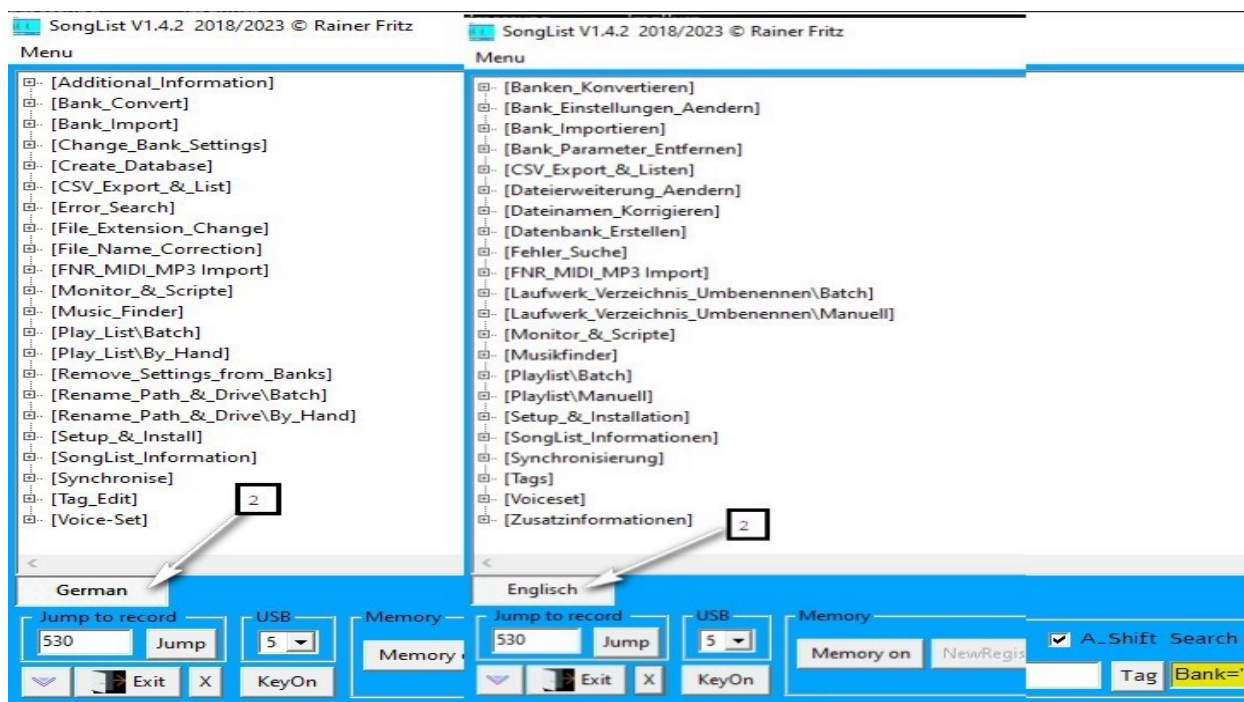 SongList V1.4.2 2018/2023 © Rainer Fritz
Menu
[Additional_Information]
[Bank_Convert]
[Bank_Import]
[Change_Bank_Settings]
[Create_Database]
[CSV_Export_&_List]
[Error_Search]
[File_Extension_Change]
[File_Name_Correction]
[FNR_MIDI_MP3 Import]
[Monitor_&_Scripte]
[Music_Finder]
[Play_List\Batch]
[Play_List\By_Hand]
[Remove_Settings_from_Banks]
[Rename_Path_&_Drive\Batch]
[Rename_Path_&_Drive\By_Hand]
[Setup_&_Install]
[SongList_Information]
[Synchronise]
[Tag_Edit]
[Voice-Set]
2
German
Jump to record
530 Jump
USB
5
Memory
Memory
Exit X KeyOn
SongList V1.4.2 2018/2023 © Rainer Fritz
Menu
[Banken_Konvertieren]
[Bank_Einstellungen_Aendern]
[Bank_Importieren]
[Bank_Parameter_Entfernen]
[CSV_Export_&_Listen]
[Dateierweiterung_Aendern]
[Dateinamen_Korrigieren]
[Datenbank_Erstellen]
[Fehler_Suche]
[FNR_MIDI_MP3 Import]
[Laufwerk_Verzeichnis_Umbenennen\Batch]
[Laufwerk_Verzeichnis_Umbenennen\Manuell]
[Monitor_&_Scripte]
[Musikfinder]
[Playlist\Batch]
[Playlist\Manuell]
[Setup_&_Installation]
[SongList_Informationen]
[Synchronisierung]
[Tags]
[Voiceset]
[Zusatzinformationen]
2
Englisch
Jump to record
530 Jump
USB
5
Memory
Memory on NewRegis
Exit X KeyOn
A_Shift Search
Tag Bank='